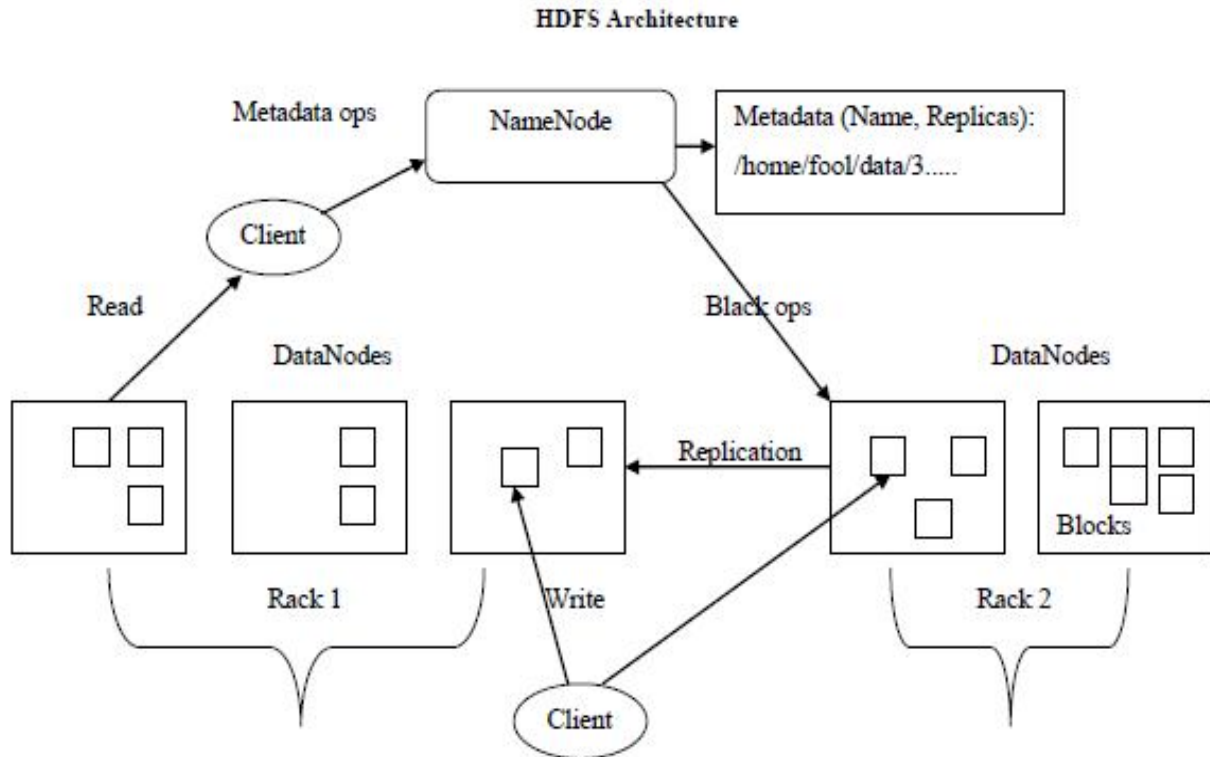 HDFS Architecture
Metadata ops
NameNode
Metadata (Name, Replicas):
/home/fool/data/3.....
Client
Read
Black ops
DataNodes
DataNodes
Replication
Blocks
Rack 1
Write
Rack 2
Client